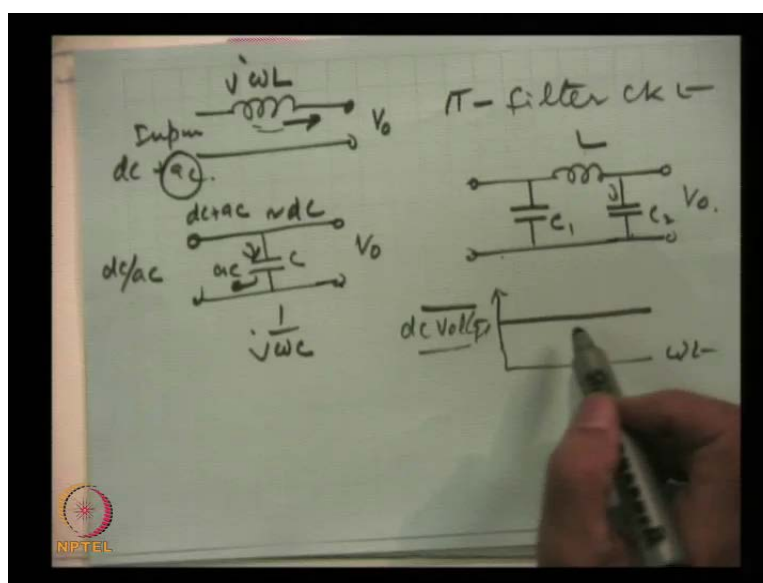 jωL
Input
dc + ac.
V₀
dc+ac ~ dc
dc/ac
ac
C
V₀
1
jωc
π- filter ckt
L
C₁
C₂
V₀.
dc Voltg
ωt
NPTEL